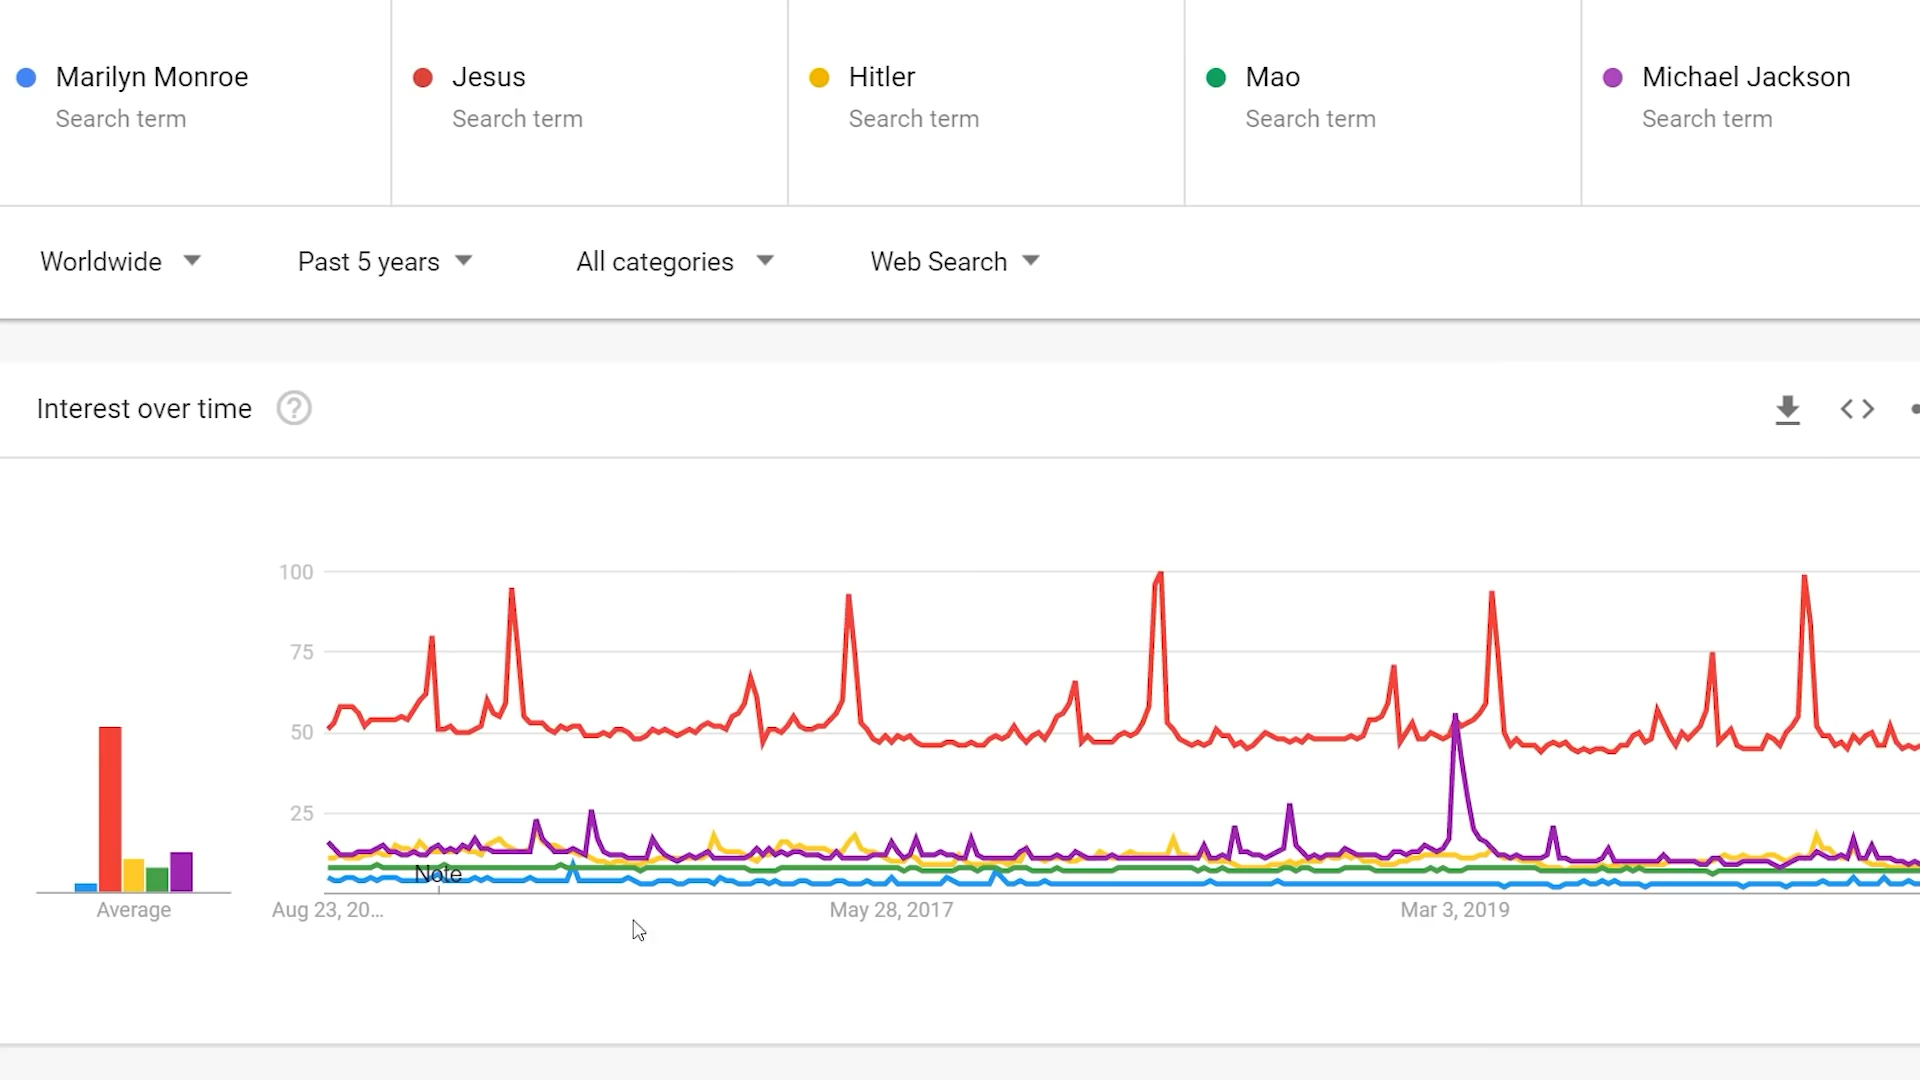 Marilyn Monroe
Search term
Jesus
Search term
Hitler
Search term
Mao
Search term
Michael Jackson
Search term
Worldwide
Past 5 years
All categories
Web Search
Interest over time
?
100
75
50
25
Note
Average
Aug 23, 20...
May 28, 2017
Mar 3, 2019